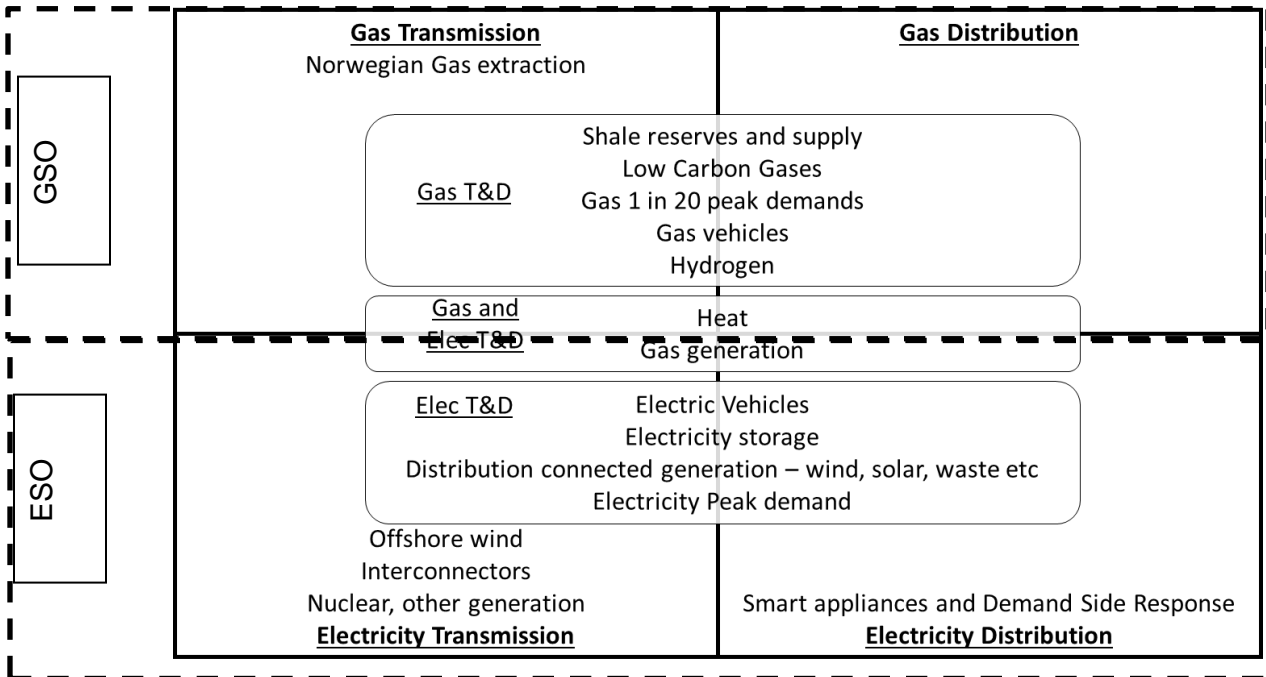 Gas Transmission
Norwegian Gas extraction
Gas Distribution
GSO
Gas T&D
Shale reserves and supply
Low Carbon Gases
Gas 1 in 20 peak demands
Gas vehicles
Hydrogen
Gas and
Elec T&D
Heat
Gas generation
ESO
Elec T&D
Electric Vehicles
Electricity storage
Distribution connected generation – wind, solar, waste etc
Electricity Peak demand
Offshore wind
Interconnectors
Nuclear, other generation
Electricity Transmission
Smart appliances and Demand Side Response
Electricity Distribution